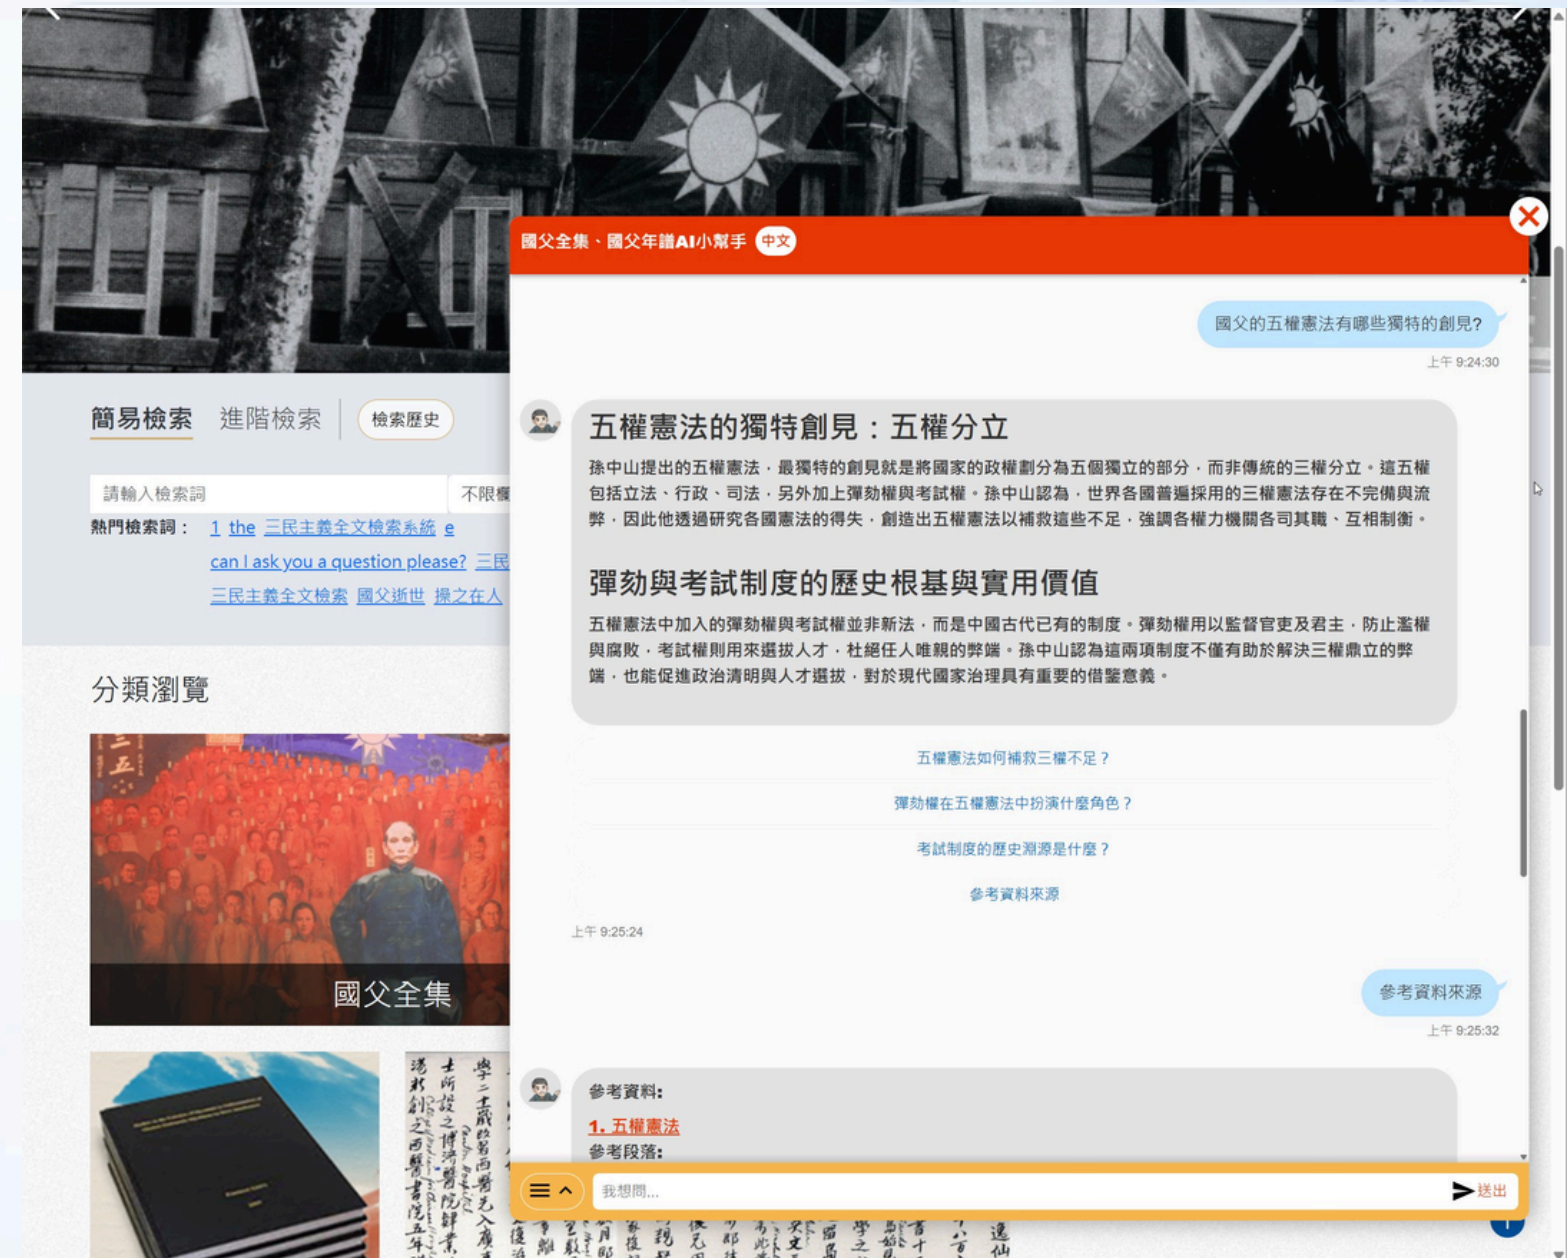 國父全集、國父年譜AI小幫手 中文
國父的五權憲法有哪些獨特的創見?
上午 9:24:30
簡易檢索 進階檢索 檢索歷史
請輸入檢索詞 不限欄
熱門檢索詞： 1 the 三民主義全文檢索系統 e
can I ask you a question please? 三民
三民主義全文檢索 國父逝世 操之在人
分類瀏覽
國父全集
五權憲法的獨特創見：五權分立
孫中山提出的五權憲法，最獨特的創見就是將國家的政權劃分為五個獨立的部分，而非傳統的三權分立。這五權
包括立法、行政、司法，另外加上彈劾權與考試權。孫中山認為，世界各國普遍採用的三權憲法存在不完備與流
弊，因此他透過研究各國憲法的得失，創造出五權憲法以補救這些不足，強調各權力機關各司其職、互相制衡。
彈劾與考試制度的歷史根基與實用價值
五權憲法中加入的彈劾權與考試權並非新法，而是中國古代已有的制度。彈劾權用以監督官吏及君主，防止濫權
與腐敗，考試權則用來選拔人才，杜絕任人唯親的弊端。孫中山認為這兩項制度不僅有助於解決三權鼎立的弊
端，也能促進政治清明與人才選拔，對於現代國家治理具有重要的借鑒意義。
五權憲法如何補救三權不足？
彈劾權在五權憲法中扮演什麼角色？
考試制度的歷史淵源是什麼？
參考資料來源
上午 9:25:24
參考資料來源
上午 9:25:32
參考資料:
1. 五權憲法
參考段落:
我想問...
送出